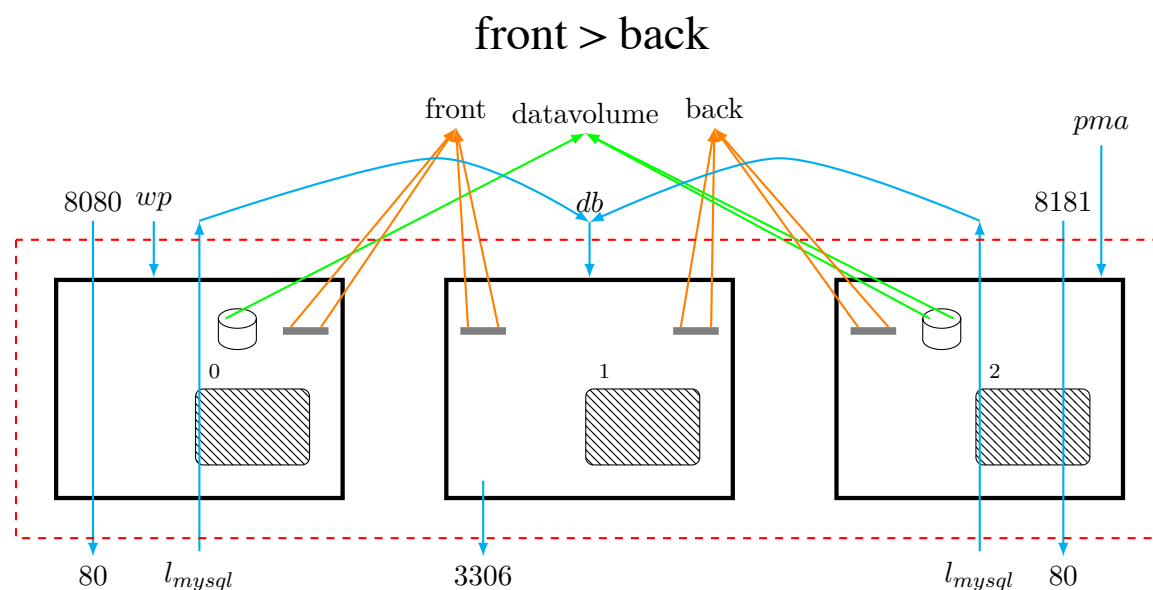 front > back
front datavolume back
pma
8080 wp db 8181
0 1 2
80 l_mysql 3306 l_mysql 80